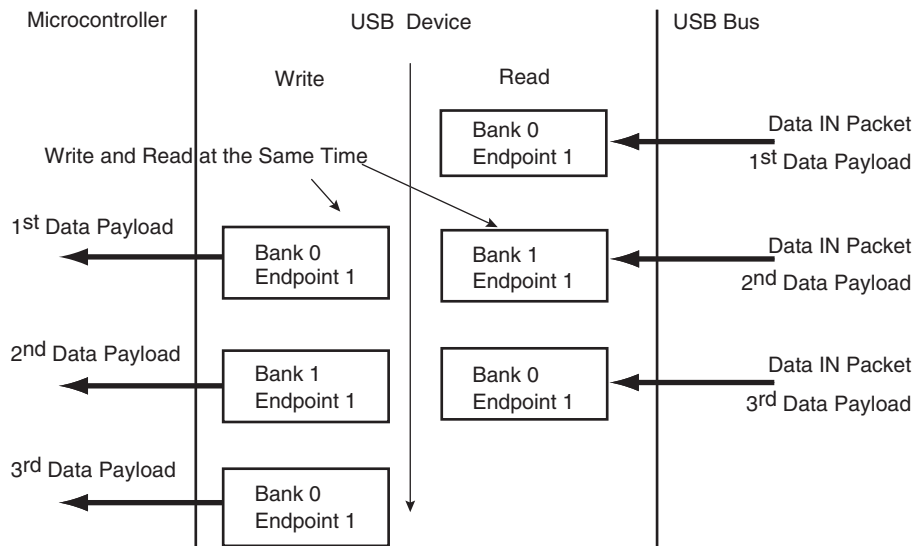 Microcontroller
USB Device
USB Bus
Write
Read
Bank 0
Endpoint 1
Data IN Packet
1st Data Payload
Write and Read at the Same Time
1st Data Payload
Bank 0
Endpoint 1
Bank 1
Endpoint 1
Data IN Packet
2nd Data Payload
2nd Data Payload
Bank 1
Endpoint 1
Bank 0
Endpoint 1
Data IN Packet
3rd Data Payload
3rd Data Payload
Bank 0
Endpoint 1